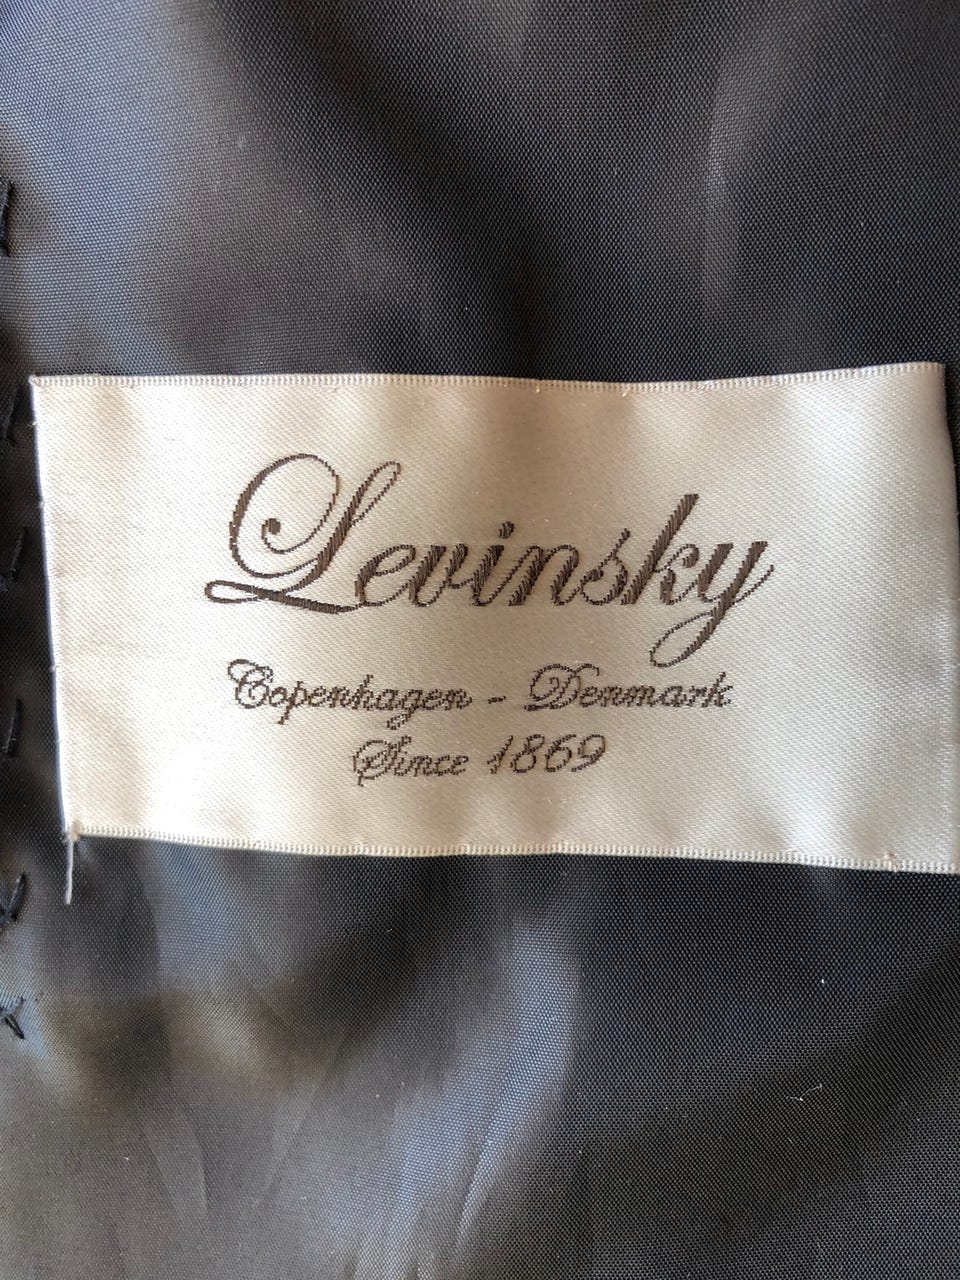 Levinsky
Copenhagen - Denmark
Since 1869